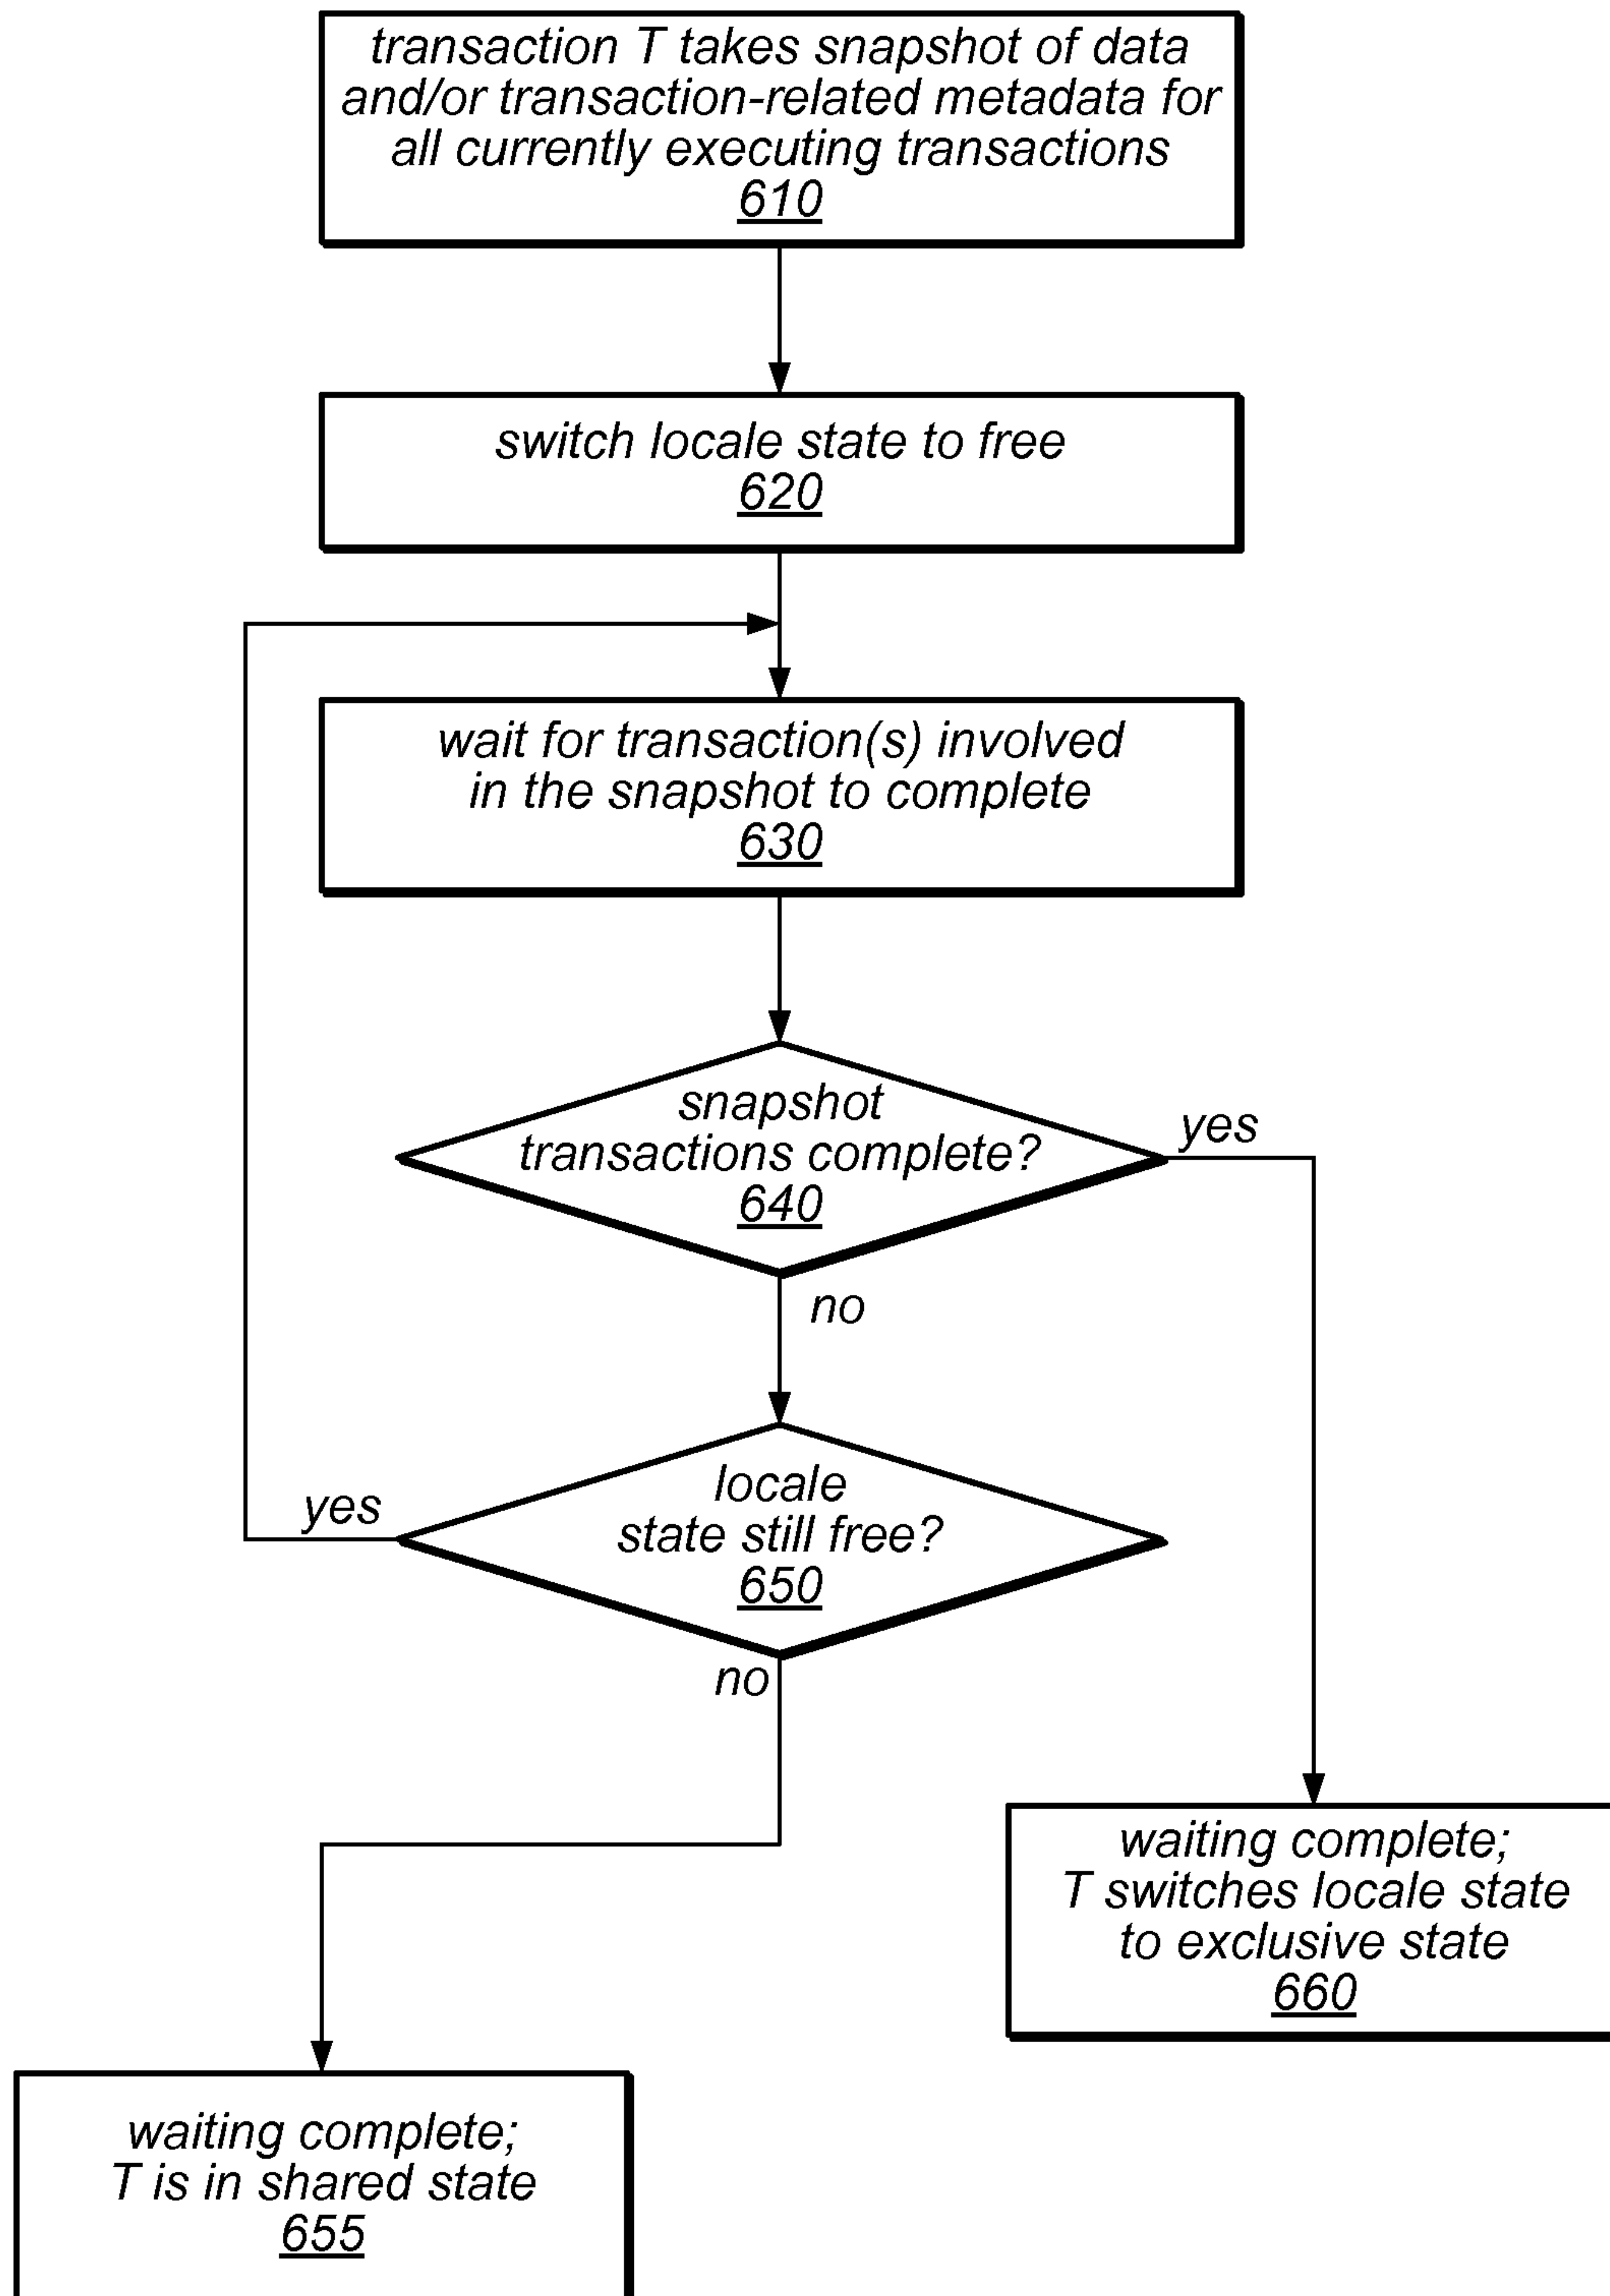 transaction T takes snapshot of data
and/or transaction-related metadata for
all currently executing transactions
610
switch locale state to free
620
wait for transaction(s) involved
in the snapshot to complete
630
snapshot
transactions complete?
640
yes
no
locale
state still free?
650
yes
no
waiting complete;
T switches locale state
to exclusive state
660
waiting complete;
T is in shared state
655